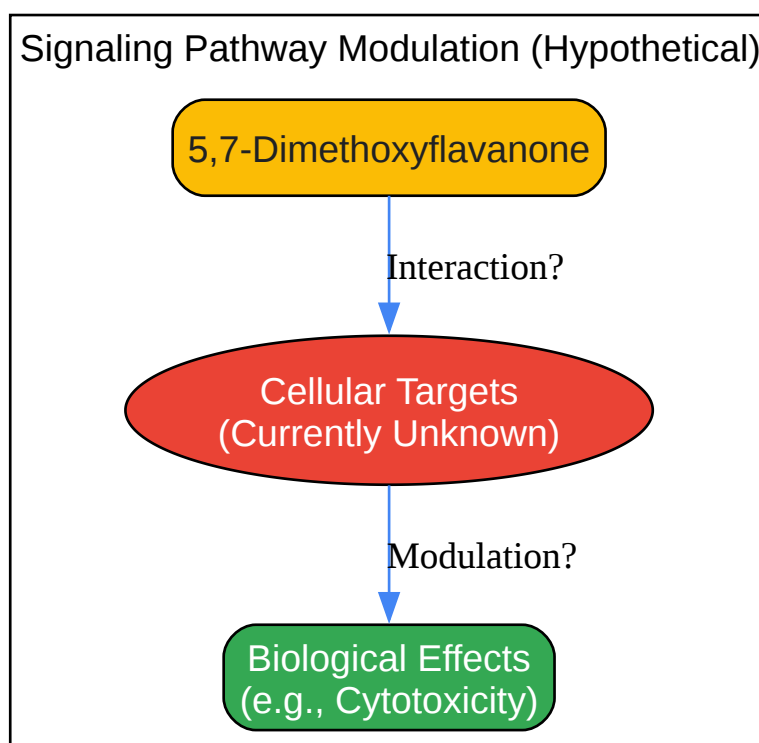 Signaling Pathway Modulation (Hypothetical)
5,7-Dimethoxyflavanone
Interaction?
Cellular Targets
(Currently Unknown)
Modulation?
Biological Effects
(e.g., Cytotoxicity)